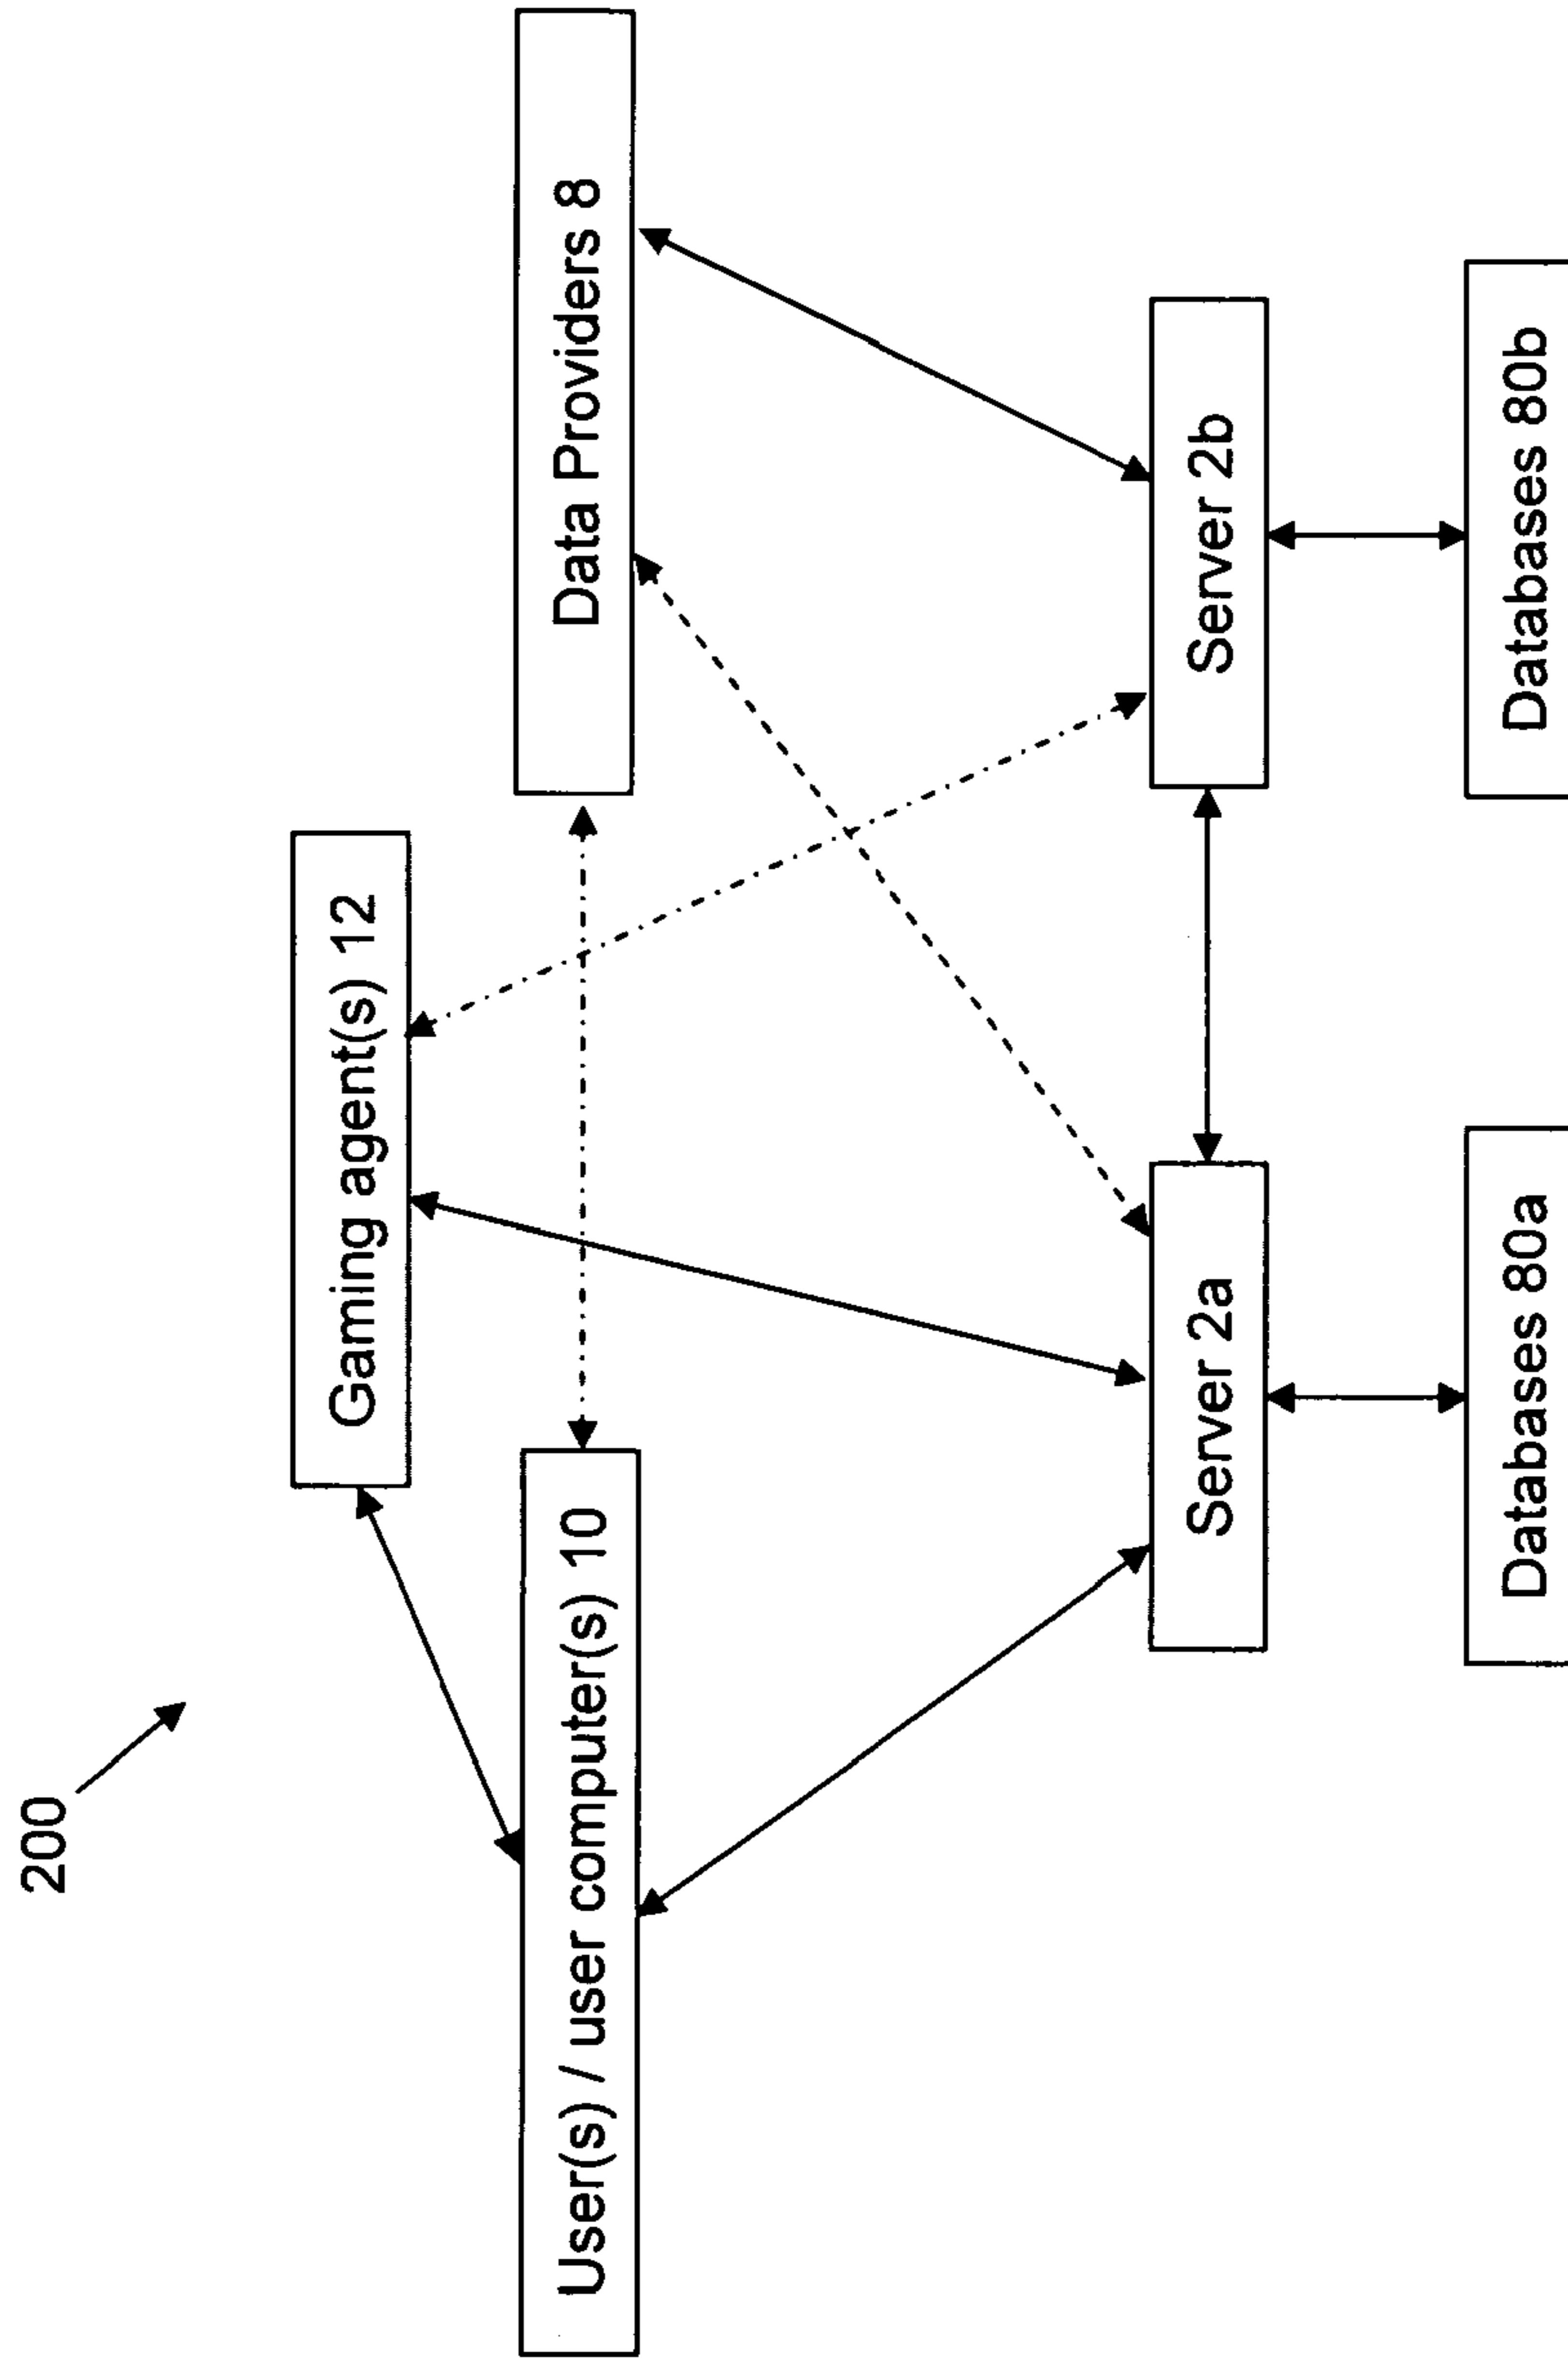 200
Gaming agent(s) 12
User(s) / user computer(s) 10
Data Providers 8
Server 2a
Server 2b
Databases 80a
Databases 80b